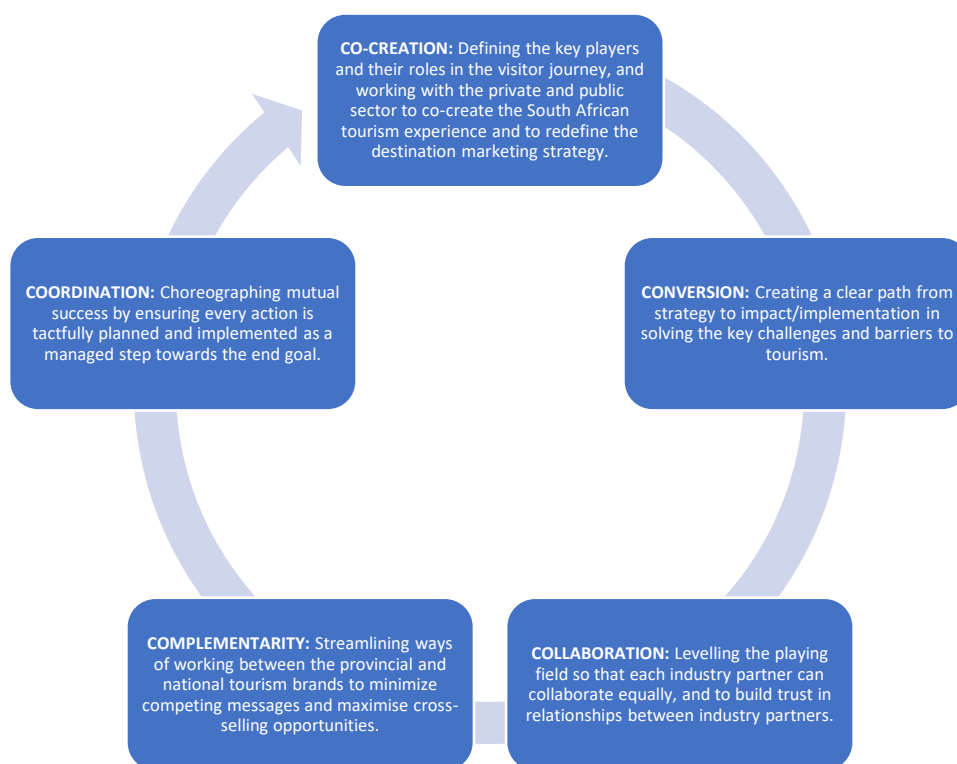 CO-CREATION: Defining the key players
and their roles in the visitor journey, and
working with the private and public
sector to co-create the South African
tourism experience and to redefine the
destination marketing strategy.
CONVERSION: Creating a clear path from
strategy to impact/implementation in
solving the key challenges and barriers to
tourism.
COLLABORATION: Levelling the playing
field so that each industry partner can
collaborate equally, and to build trust in
relationships between industry partners.
COMPLEMENTARITY: Streamlining ways
of working between the provincial and
national tourism brands to minimize
competing messages and maximise cross-
selling opportunities.
COORDINATION: Choreographing mutual
success by ensuring every action is
tactfully planned and implemented as a
managed step towards the end goal.